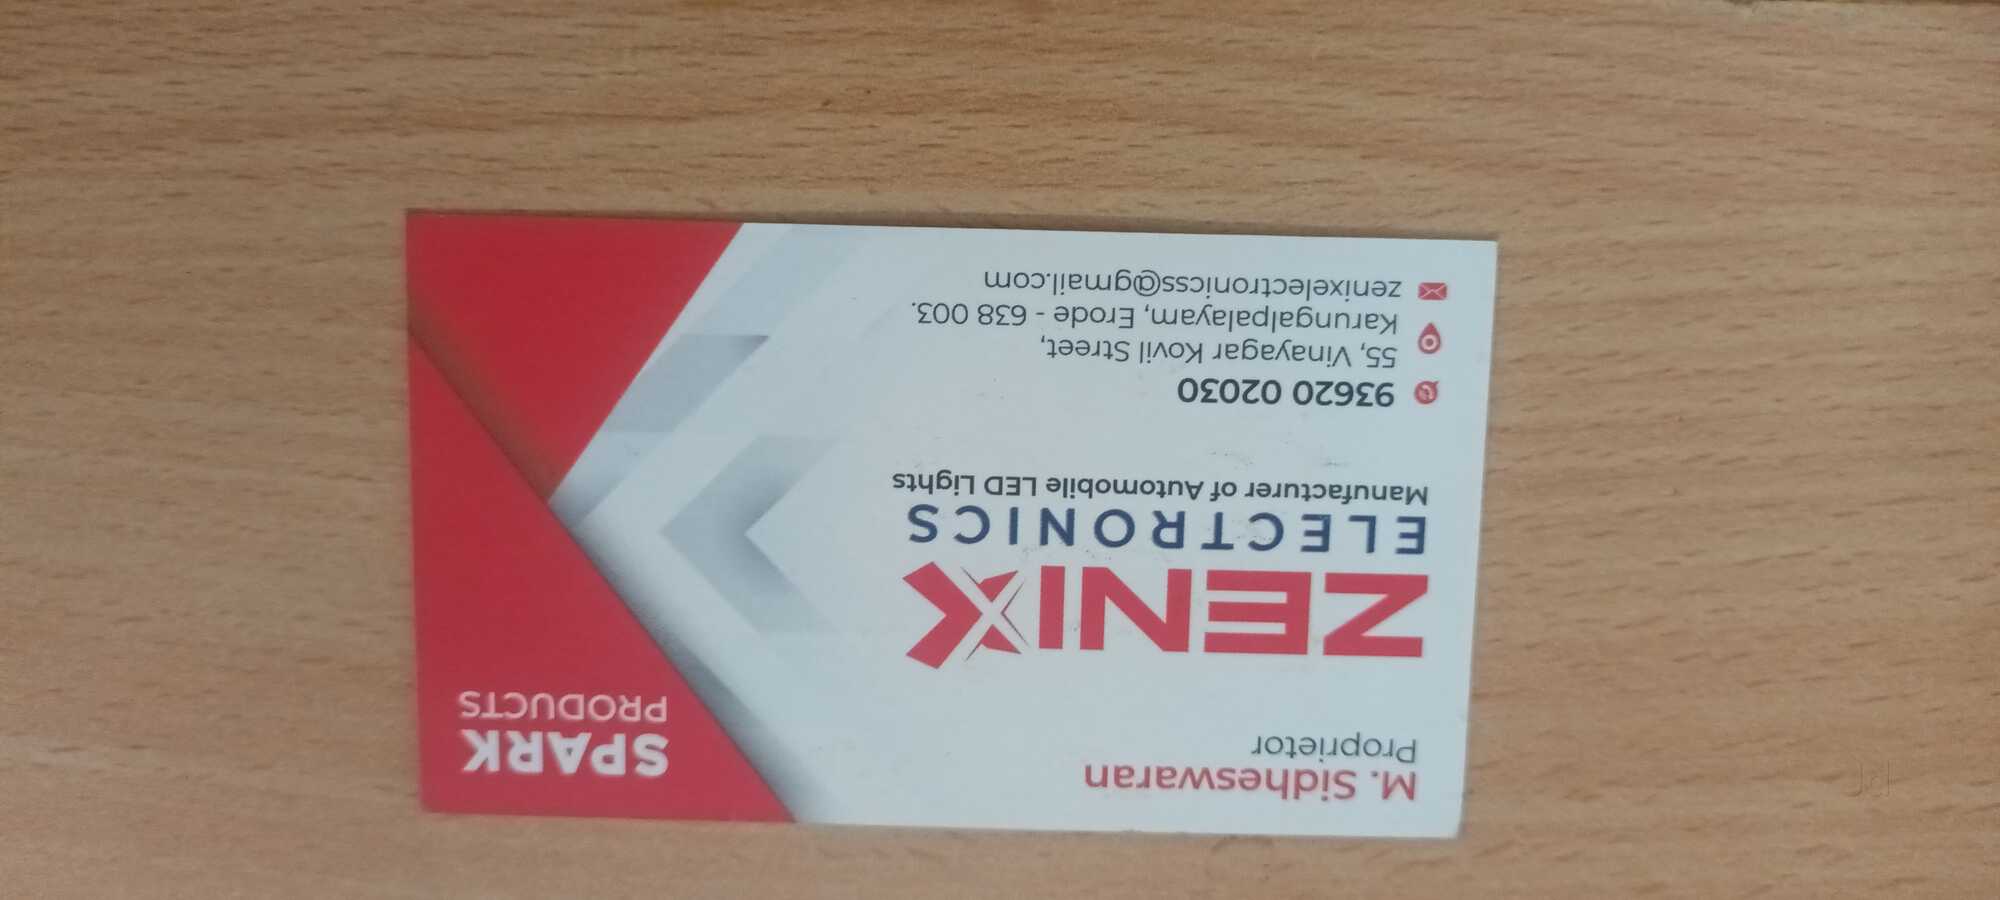 M. Sidheswaran
Proprietor
SPARK
PRODUCTS
ZENIX
ELECTRONICS
Manufacturer of Automobile LED Lights
93620 02030
55, Vinayagar Kovil Street,
Karungalpalayam, Erode - 638 003.
zenixelectronicss@gmail.com
Jd